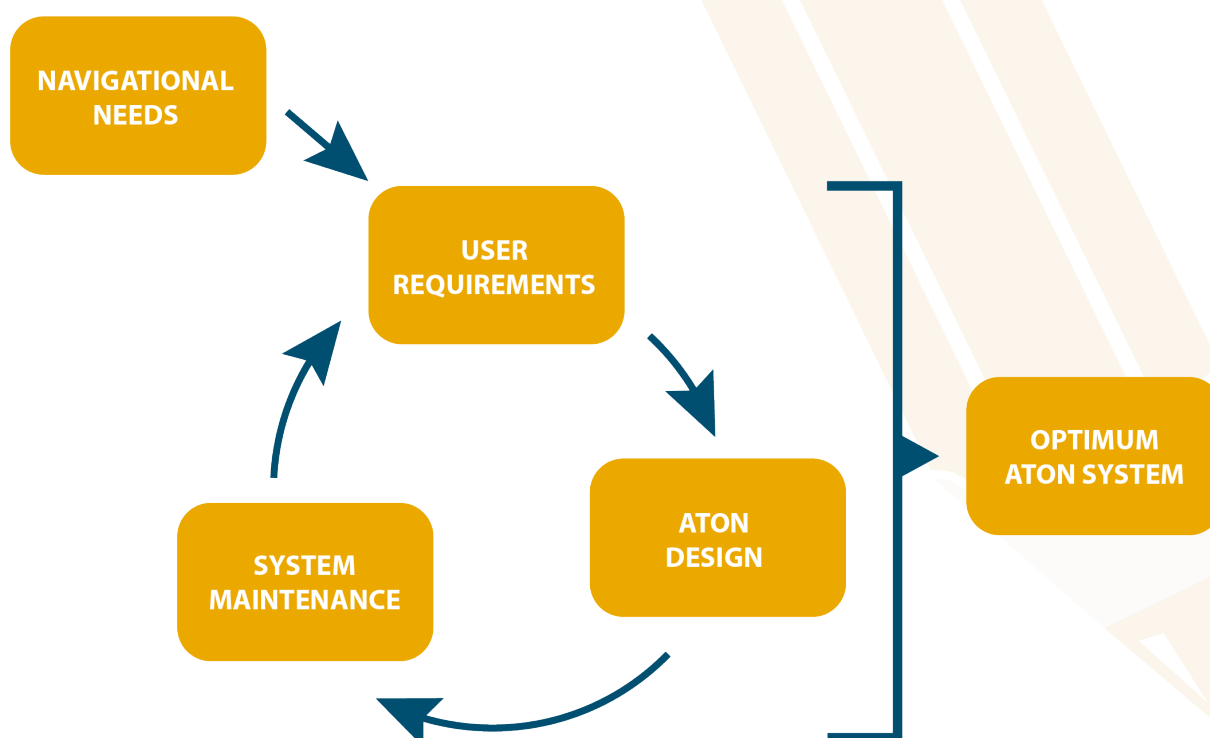 NAVIGATIONAL
NEEDS
USER
REQUIREMENTS
OPTIMUM
ATON SYSTEM
ATON
DESIGN
SYSTEM
MAINTENANCE